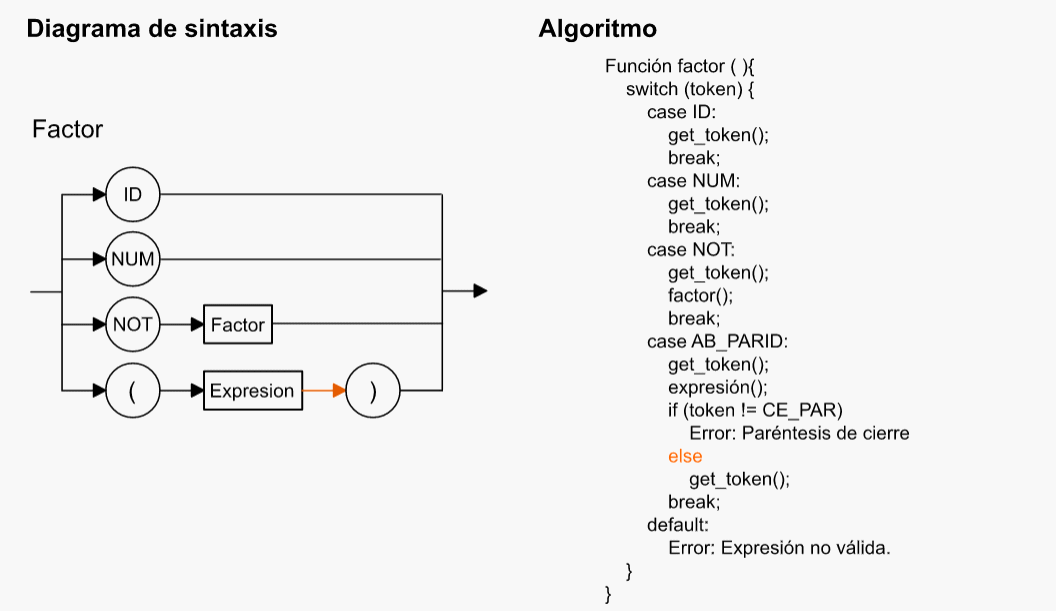 Diagrama de sintaxis
Factor
ID
NUM
NOT
Factor
(
Expresion
)
Algoritmo
Función factor ( ){
switch (token) {
case ID:
get_token();
break;
case NUM:
get_token();
break;
case NOT:
get_token();
factor();
break;
case AB_PARID:
get_token();
expresión();
if (token != CE_PAR)
Error: Paréntesis de cierre
else
get_token();
break;
default:
Error: Expresión no válida.
}
}